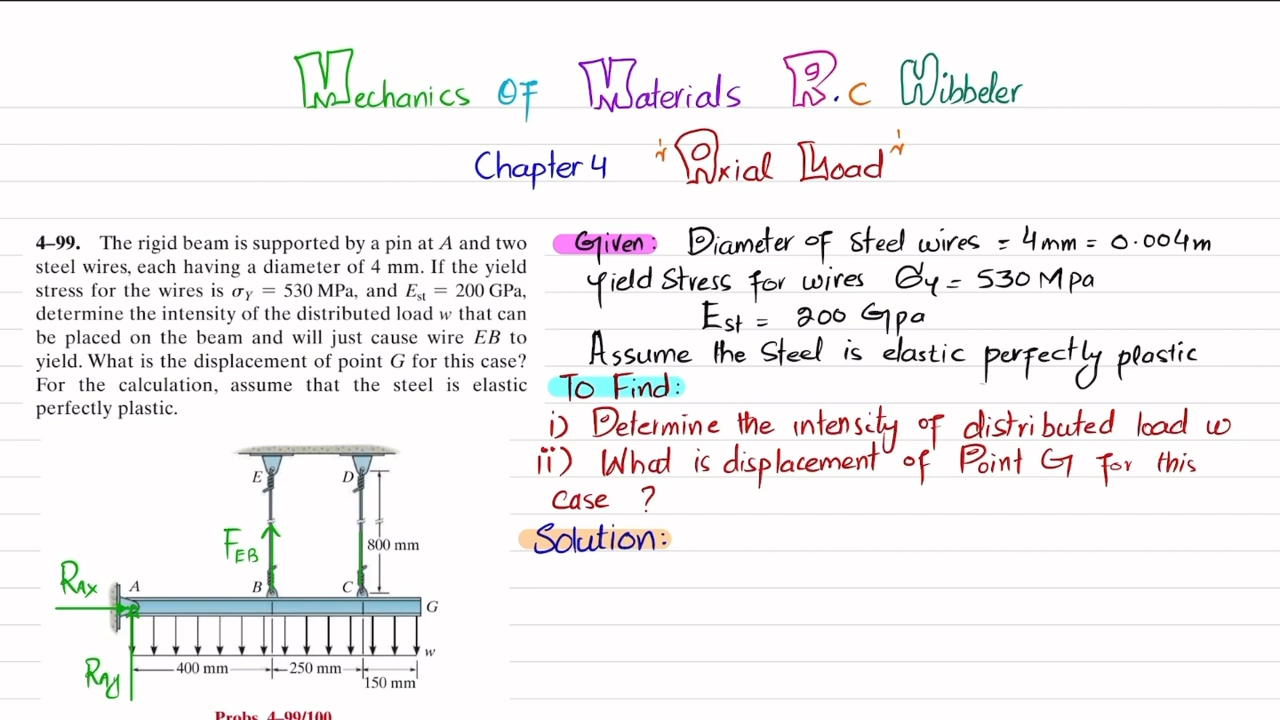 Mechanics OF Materials R.C Hibbeler
Chapter 4 "Axial Load"
4–99. The rigid beam is supported by a pin at A and two
steel wires, each having a diameter of 4 mm. If the yield
stress for the wires is σY = 530 MPa, and Est = 200 GPa,
determine the intensity of the distributed load w that can
be placed on the beam and will just cause wire EB to
yield. What is the displacement of point G for this case?
For the calculation, assume that the steel is elastic
perfectly plastic.
Given: Diameter of steel wires = 4mm = 0.004m
Yield Stress for wires σy = 530 MPa
Est = 200 Gpa
Assume the Steel is elastic perfectly plastic
To Find:
i) Determine the intensity of distributed load w
ii) What is displacement of Point G for this
case ?
Solution:
E
D
FEB
800 mm
RAx
A
B
C
G
w
400 mm
250 mm
150 mm
RAy
Probs. 4–99/100